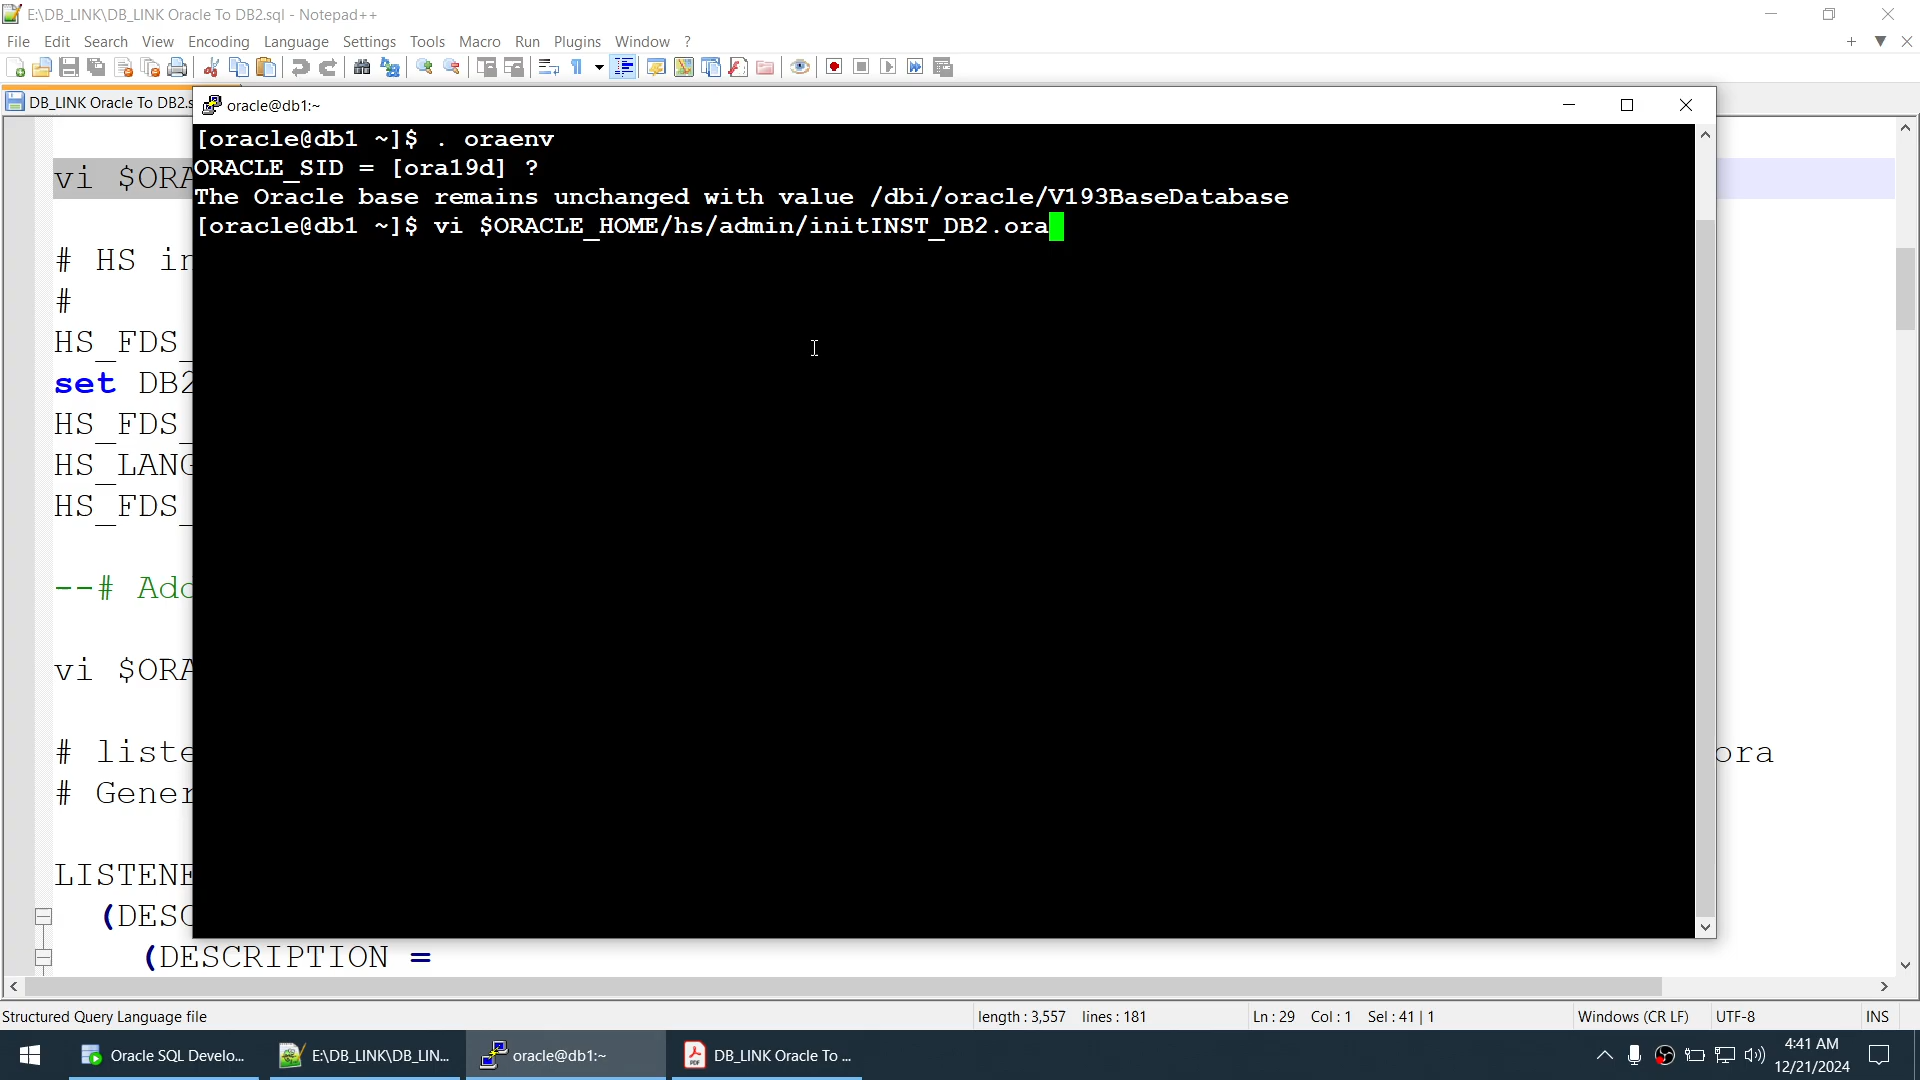 E:\DB_LINK\DB_LINK Oracle To DB2.sql - Notepad++
File Edit Search View Encoding Language Settings Tools Macro Run Plugins Window ?
DB_LINK Oracle To DB2.s
oracle@db1:~
[oracle@db1 ~]$ . oraenv
ORACLE_SID = [ora19d] ?
The Oracle base remains unchanged with value /dbi/oracle/V193BaseDatabase
[oracle@db1 ~]$ vi $ORACLE_HOME/hs/admin/initINST_DB2.ora
vi $ORA
# HS in
#
HS_FDS_
set DB2
HS_FDS_
HS_LANG
HS_FDS_
--# Add
vi $ORA
# liste ora
# Gener
LISTENE
(DESC
(DESCRIPTION =
Structured Query Language file length : 3,557 lines : 181 Ln : 29 Col : 1 Sel : 41 | 1 Windows (CR LF) UTF-8 INS
Oracle SQL Develo... E:\DB_LINK\DB_LIN... oracle@db1:~ DB_LINK Oracle To ... 4:41 AM
12/21/2024